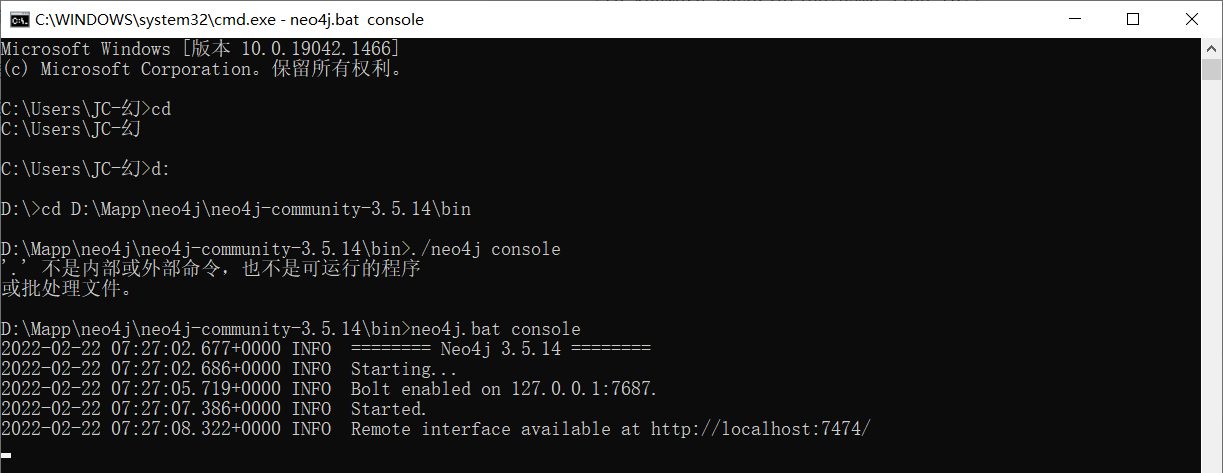 C:\WINDOWS\system32\cmd.exe - neo4j.bat  console
Microsoft Windows [版本 10.0.19042.1466]
(c) Microsoft Corporation。保留所有权利。
C:\Users\JC-幻>cd
C:\Users\JC-幻
C:\Users\JC-幻>d:
D:\>cd D:\Mapp\neo4j\neo4j-community-3.5.14\bin
D:\Mapp\neo4j\neo4j-community-3.5.14\bin>./neo4j console
'.' 不是内部或外部命令，也不是可运行的程序
或批处理文件。
D:\Mapp\neo4j\neo4j-community-3.5.14\bin>neo4j.bat console
2022-02-22 07:27:02.677+0000 INFO  ======== Neo4j 3.5.14 ========
2022-02-22 07:27:02.686+0000 INFO  Starting...
2022-02-22 07:27:05.719+0000 INFO  Bolt enabled on 127.0.0.1:7687.
2022-02-22 07:27:07.386+0000 INFO  Started.
2022-02-22 07:27:08.322+0000 INFO  Remote interface available at http://localhost:7474/